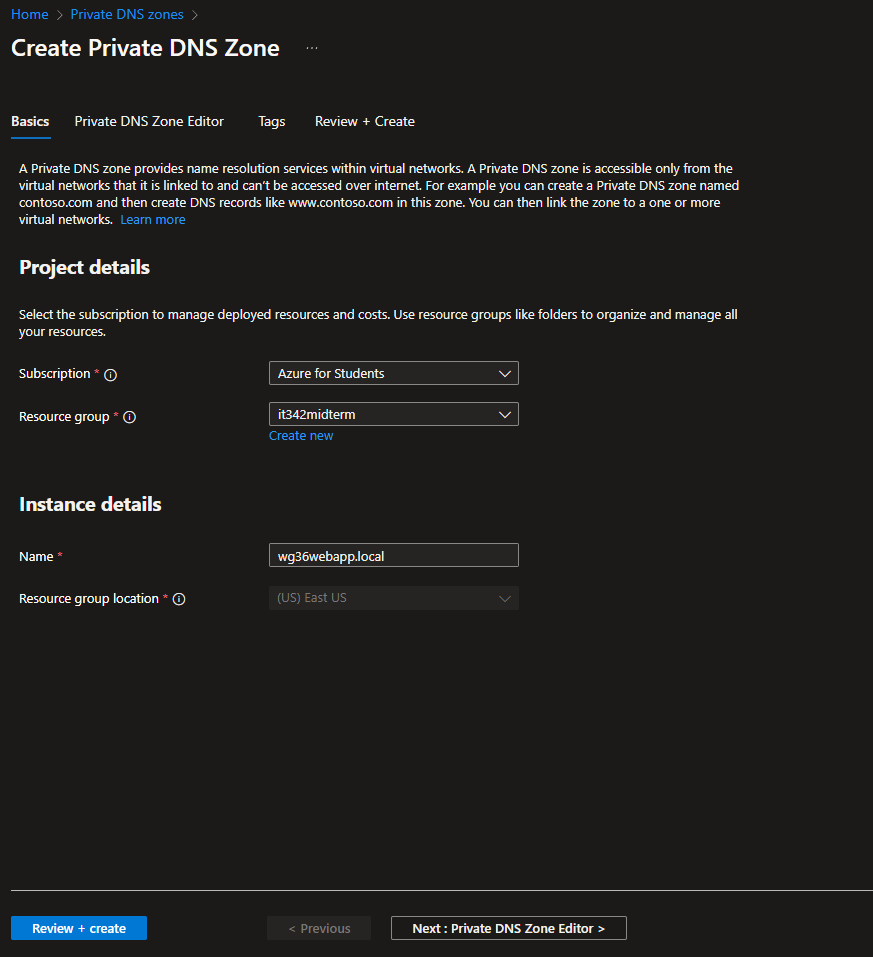 Home > Private DNS zones >
Create Private DNS Zone ...
Basics Private DNS Zone Editor Tags Review + Create
A Private DNS zone provides name resolution services within virtual networks. A Private DNS zone is accessible only from the
virtual networks that it is linked to and can't be accessed over internet. For example you can create a Private DNS zone named
contoso.com and then create DNS records like www.contoso.com in this zone. You can then link the zone to a one or more
virtual networks. Learn more
Project details
Select the subscription to manage deployed resources and costs. Use resource groups like folders to organize and manage all
your resources.
Subscription * Azure for Students
Resource group * it342midterm
Create new
Instance details
Name * wg36webapp.local
Resource group location * (US) East US
Review + create < Previous Next : Private DNS Zone Editor >